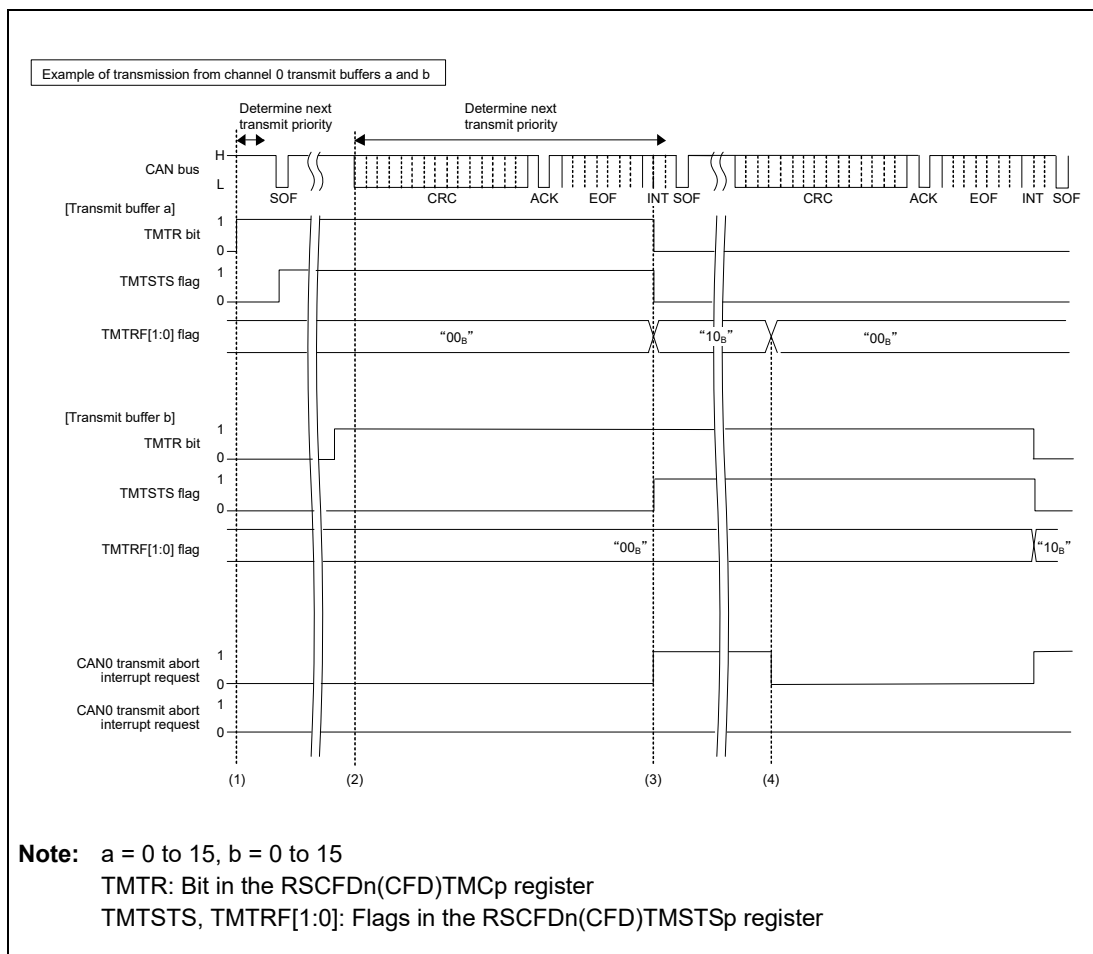 Example of transmission from channel 0 transmit buffers a and b
Determine next
transmit priority
Determine next
transmit priority
H
CAN bus
L
SOF
CRC
ACK
EOF
INT
SOF
CRC
ACK
EOF
INT
SOF
[Transmit buffer a]
1
TMTR bit
0
1
TMTSTS flag
0
TMTRF[1:0] flag
“00B”
“10B”
“00B”
[Transmit buffer b]
1
TMTR bit
0
1
TMTSTS flag
0
TMTRF[1:0] flag
“00B”
“10B”
CAN0 transmit abort
interrupt request
1
0
CAN0 transmit abort
interrupt request
1
0
(1)
(2)
(3)
(4)
Note: a = 0 to 15, b = 0 to 15
TMTR: Bit in the RSCFDn(CFD)TMCp register
TMTSTS, TMTRF[1:0]: Flags in the RSCFDn(CFD)TMSTSp register